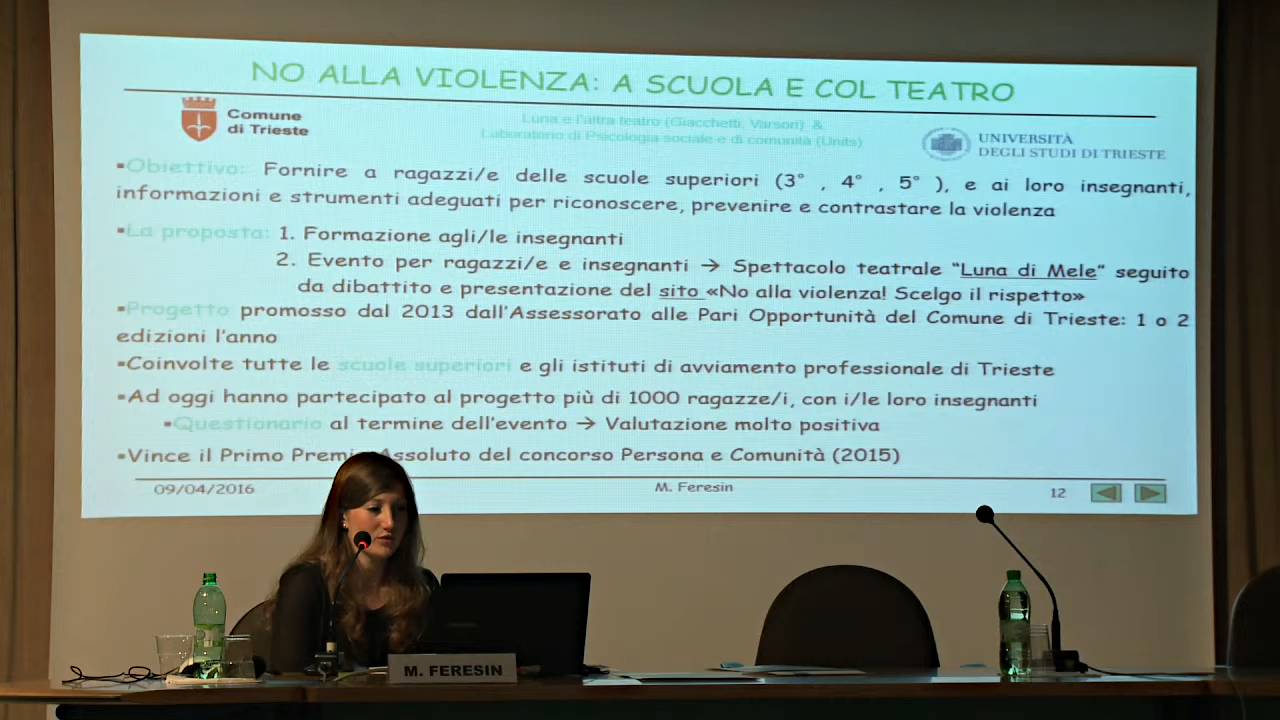 NO ALLA VIOLENZA: A SCUOLA E COL TEATRO
Comune
di Trieste
Luna e l'altra teatro (Giacchetti, Varsori) &
Laboratorio di Psicologia sociale e di comunità (Units)
UNIVERSITÀ
DEGLI STUDI DI TRIESTE
▪Obiettivo: Fornire a ragazzi/e delle scuole superiori (3° , 4° , 5° ), e ai loro insegnanti,
informazioni e strumenti adeguati per riconoscere, prevenire e contrastare la violenza
▪La proposta: 1. Formazione agli/le insegnanti
2. Evento per ragazzi/e e insegnanti → Spettacolo teatrale “Luna di Mele” seguito
da dibattito e presentazione del sito «No alla violenza! Scelgo il rispetto»
▪Progetto promosso dal 2013 dall'Assessorato alle Pari Opportunità del Comune di Trieste: 1 o 2
edizioni l'anno
▪Coinvolte tutte le scuole superiori e gli istituti di avviamento professionale di Trieste
▪Ad oggi hanno partecipato al progetto più di 1000 ragazze/i, con i/le loro insegnanti
▪Questionario al termine dell'evento → Valutazione molto positiva
▪Vince il Primo Premio Assoluto del concorso Persona e Comunità (2015)
09/04/2016
M. Feresin
12
M. FERESIN